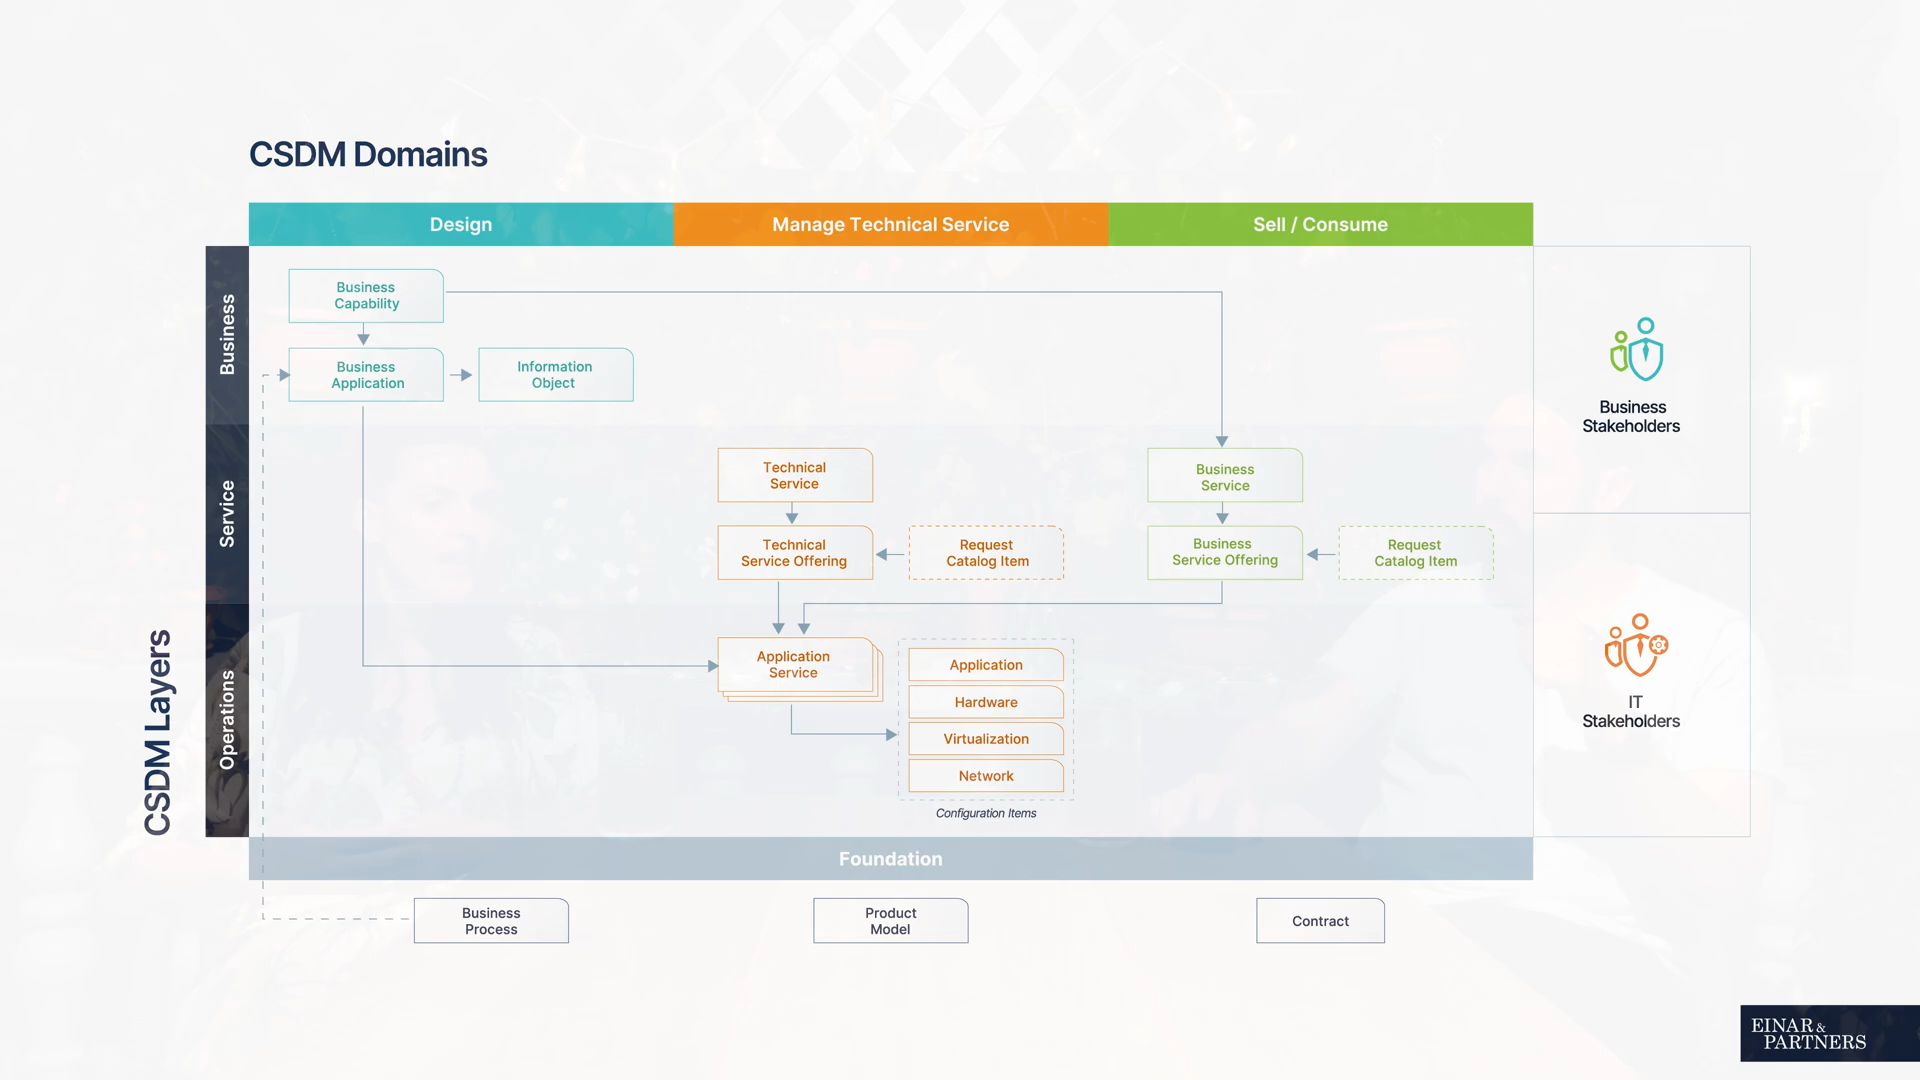 CSDM Domains
Design
Manage Technical Service
Sell / Consume
CSDM Layers
Business
Service
Operations
Business
Capability
Business
Application
Information
Object
Technical
Service
Technical
Service Offering
Request
Catalog Item
Business
Service
Business
Service Offering
Request
Catalog Item
Application
Service
Application
Hardware
Virtualization
Network
Configuration Items
Business
Stakeholders
IT
Stakeholders
Foundation
Business
Process
Product
Model
Contract
EINAR &
PARTNERS